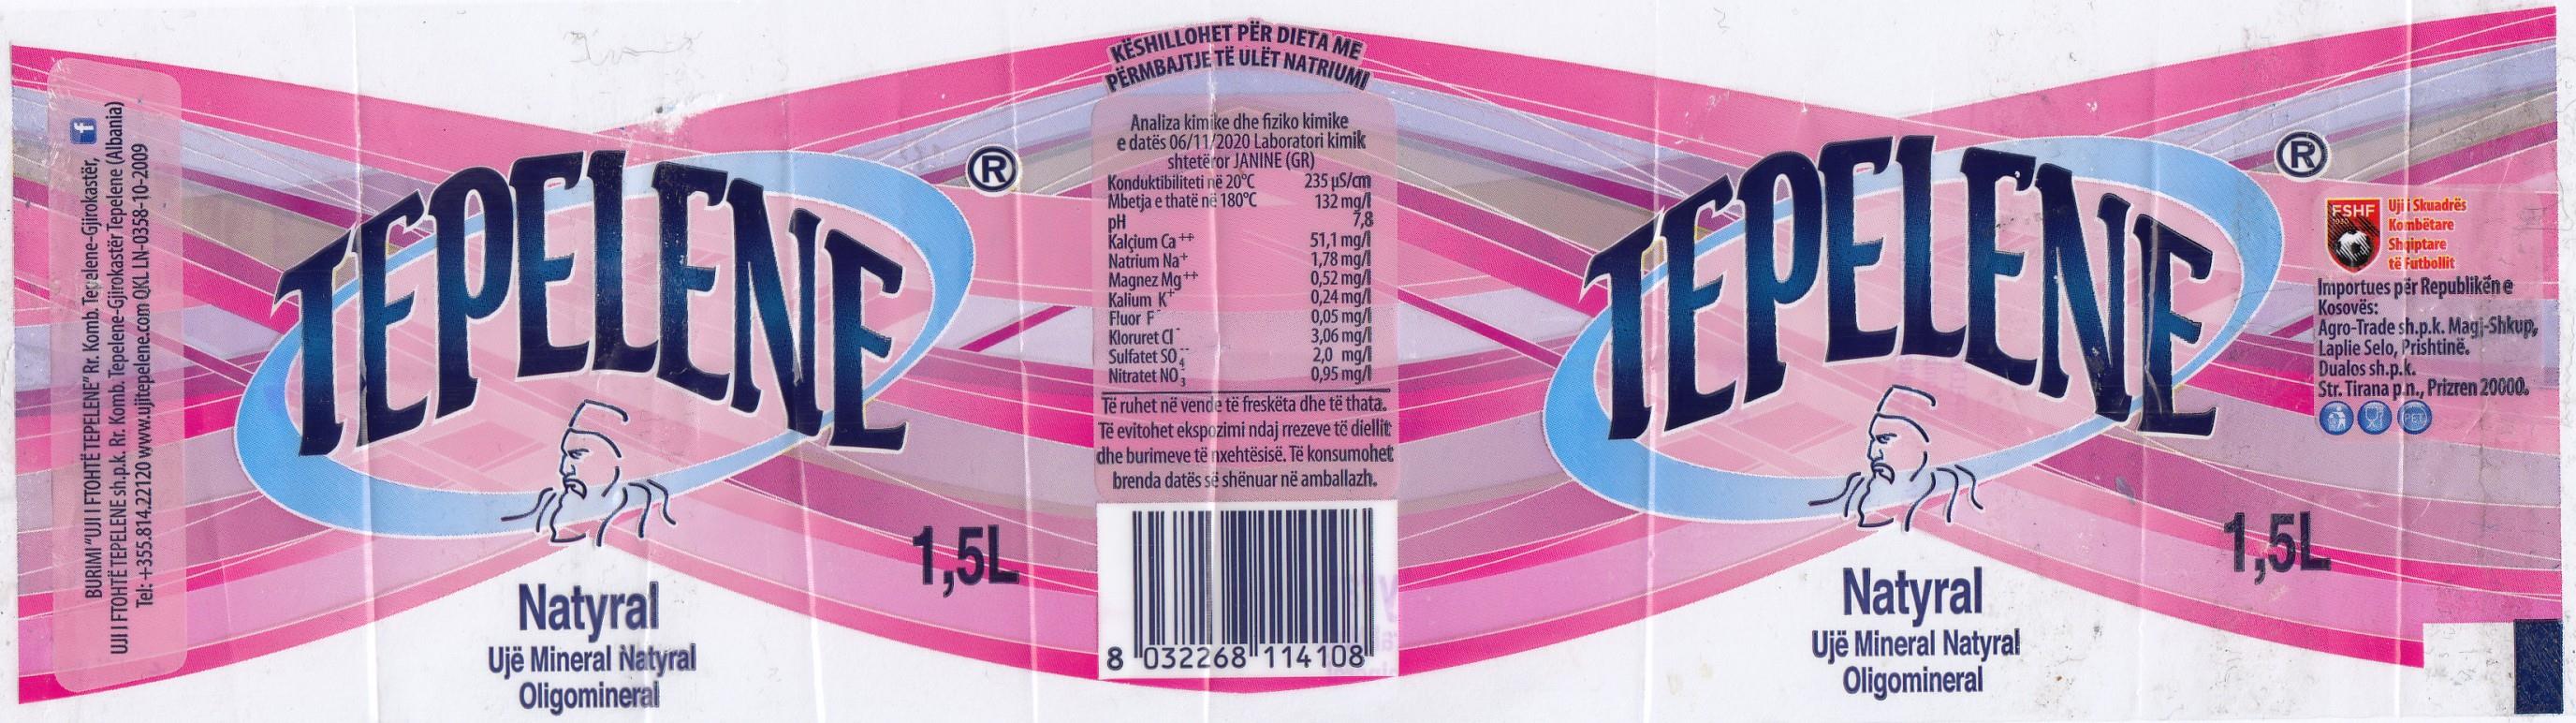 BURIMI "UJI I FTOHTË TEPELENE" Rr. Komb. Tepelene-Gjirokastër,
UJI I FTOHTË TEPELENE sh.p.k. Rr. Komb. Tepelene-Gjirokastër Tepelene (Albania)
Tel: +355.814.22120 www.ujitepelene.com QKL LN-0358-10-2009
f
TEPELENE
®
1,5L
Natyral
Ujë Mineral Natyral
Oligomineral
KËSHILLOHET PËR DIETA ME
PËRMBAJTJE TË ULËT NATRIUMI
Analiza kimike dhe fiziko kimike
e datës 06/11/2020 Laboratori kimik
shtetëror JANINE (GR)
Konduktibiliteti në 20°C 235 µS/cm
Mbetja e thatë në 180°C 132 mg/l
pH 7,8
Kalçium Ca++ 51,1 mg/l
Natrium Na+ 1,78 mg/l
Magnez Mg++ 0,52 mg/l
Kalium K+ 0,24 mg/l
Fluor F- 0,05 mg/l
Kloruret Cl- 3,06 mg/l
Sulfatet SO4-- 2,0 mg/l
Nitratet NO3- 0,95 mg/l
Të ruhet në vende të freskëta dhe të thata.
Të evitohet ekspozimi ndaj rrezeve të diellit
dhe burimeve të nxehtësisë. Të konsumohet
brenda datës së shënuar në amballazh.
8 032268 114108
TEPELENE
®
1,5L
Natyral
Ujë Mineral Natyral
Oligomineral
FSHF
Uji i Skuadrës
Kombëtare
Shqiptare
të Futbollit
Importues për Republikën e
Kosovës:
Agro-Trade sh.p.k. Magj-Shkup,
Laplie Selo, Prishtinë.
Dualos sh.p.k.
Str. Tirana p.n., Prizren 20000.
PET